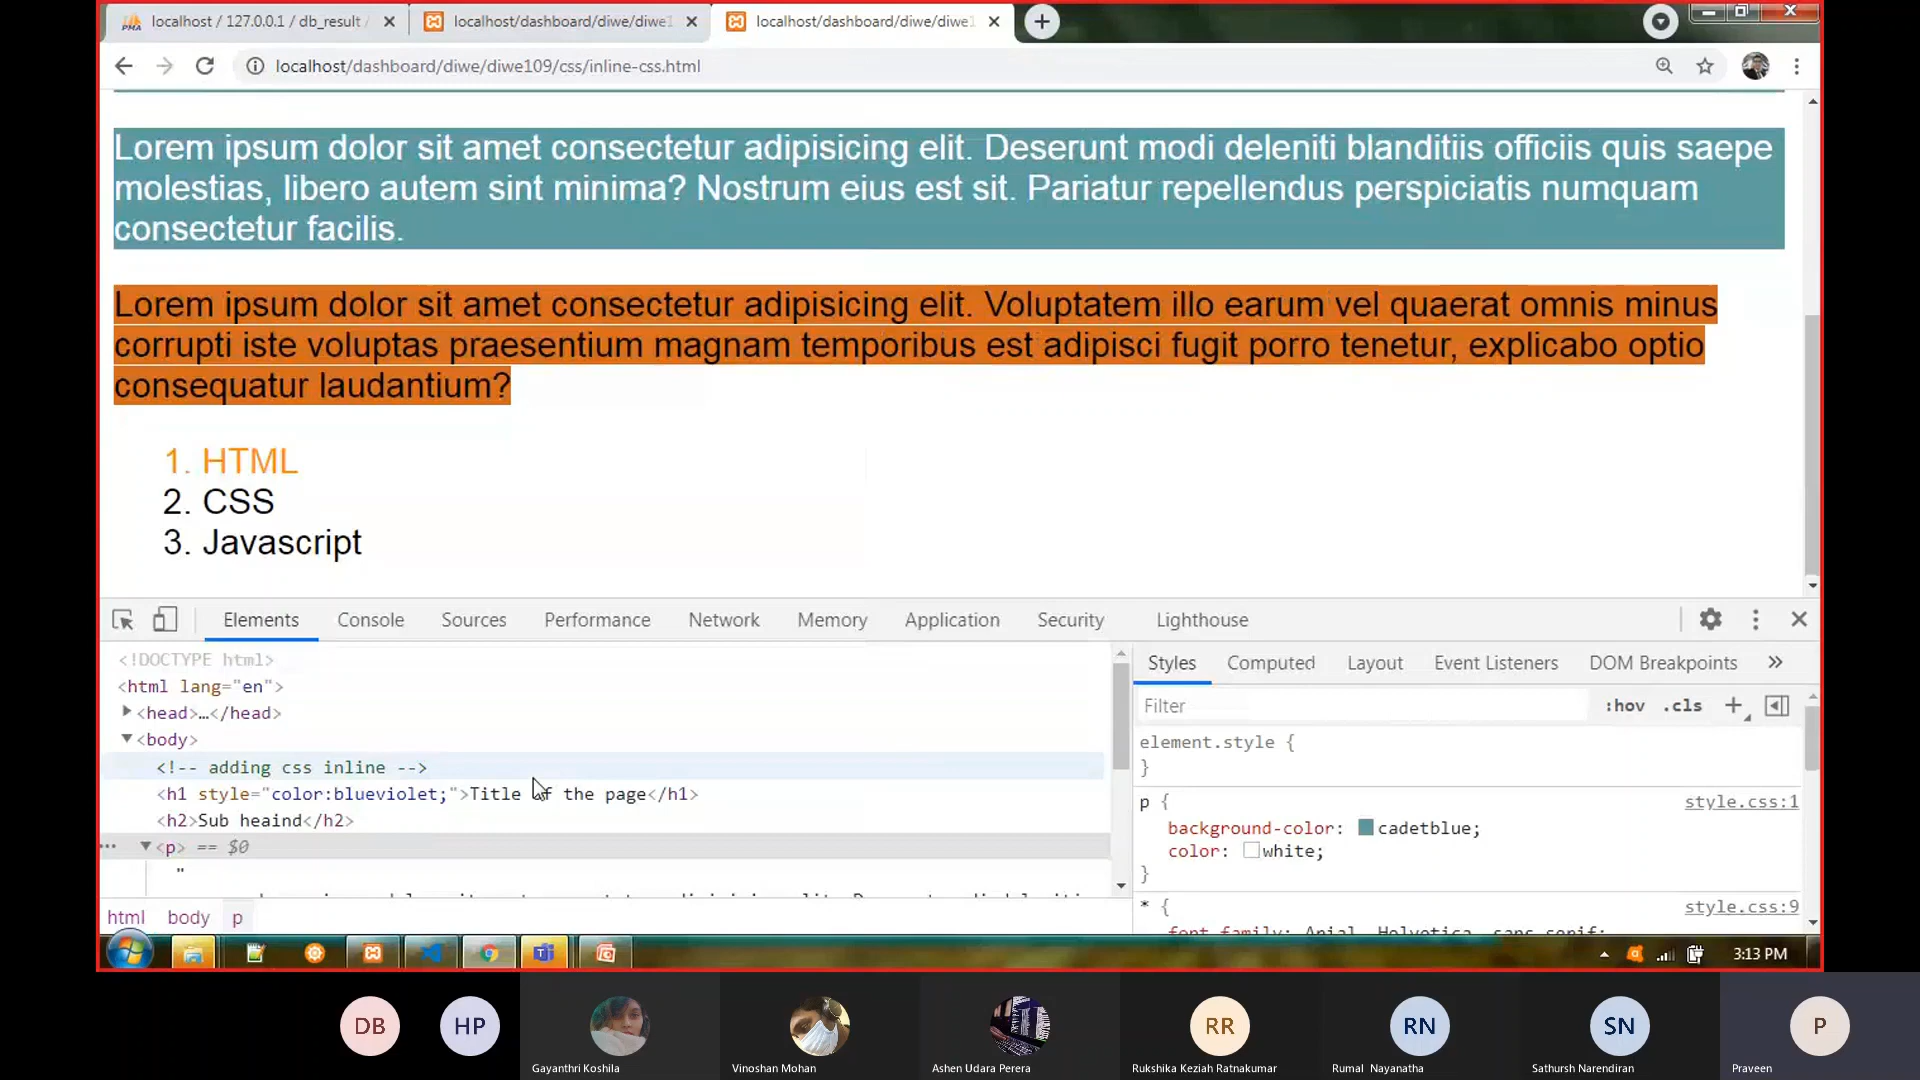 localhost / 127.0.0.1 / db_result /
localhost/dashboard/diwe/diwe1
localhost/dashboard/diwe/diwe1
localhost/dashboard/diwe/diwe109/css/inline-css.html
Lorem ipsum dolor sit amet consectetur adipisicing elit. Deserunt modi deleniti blanditiis officiis quis saepe
molestias, libero autem sint minima? Nostrum eius est sit. Pariatur repellendus perspiciatis numquam
consectetur facilis.
Lorem ipsum dolor sit amet consectetur adipisicing elit. Voluptatem illo earum vel quaerat omnis minus
corrupti iste voluptas praesentium magnam temporibus est adipisci fugit porro tenetur, explicabo optio
consequatur laudantium?
1. HTML
2. CSS
3. Javascript
Elements Console Sources Performance Network Memory Application Security Lighthouse
<!DOCTYPE html>
<html lang="en">
<head>…</head>
<body>
<!-- adding css inline -->
<h1 style="color:blueviolet;">Title of the page</h1>
<h2>Sub heaind</h2>
<p> == $0
"
html body p
Styles Computed Layout Event Listeners DOM Breakpoints »
Filter :hov .cls
element.style {
}
p { style.css:1
background-color: cadetblue;
color: white;
}
* { style.css:9
font-family: Arial, Helvetica, sans-serif;
3:13 PM
DB
HP
Gayanthri Koshila
Vinoshan Mohan
Ashen Udara Perera
RR
Rukshika Keziah Ratnakumar
RN
Rumal Nayanatha
SN
Sathursh Narendiran
P
Praveen